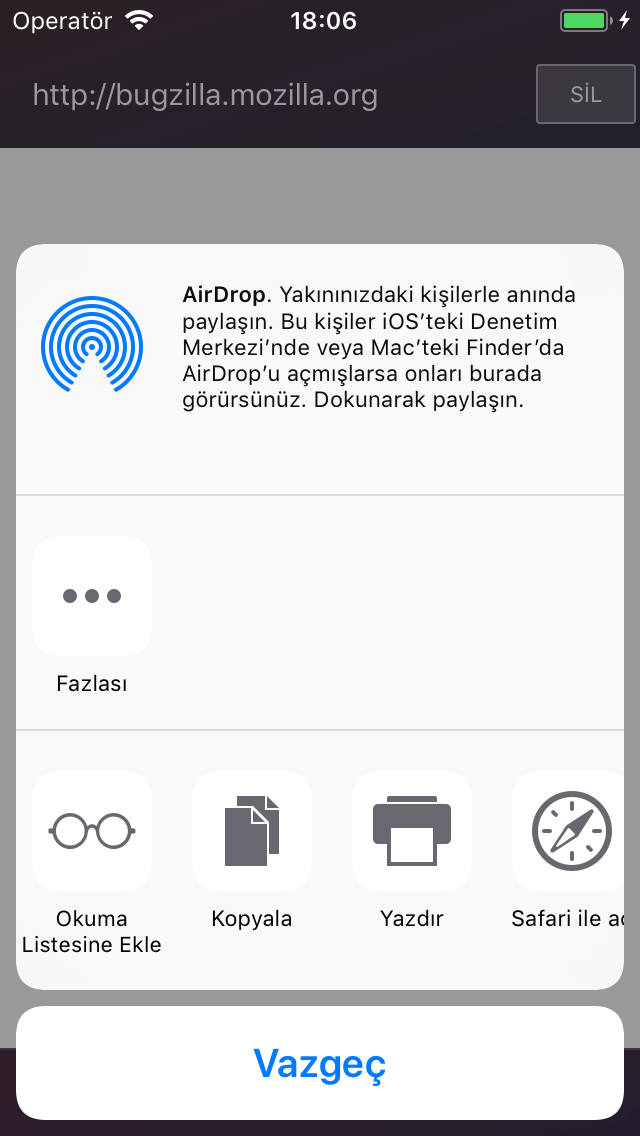 Operatör 18:06
http://bugzilla.mozilla.org SİL
AirDrop. Yakınınızdaki kişilerle anında
paylaşın. Bu kişiler iOS’teki Denetim
Merkezi’nde veya Mac’teki Finder’da
AirDrop’u açmışlarsa onları burada
görürsünüz. Dokunarak paylaşın.
Fazlası
Okuma
Listesine Ekle
Kopyala
Yazdır
Safari ile
Vazgeç